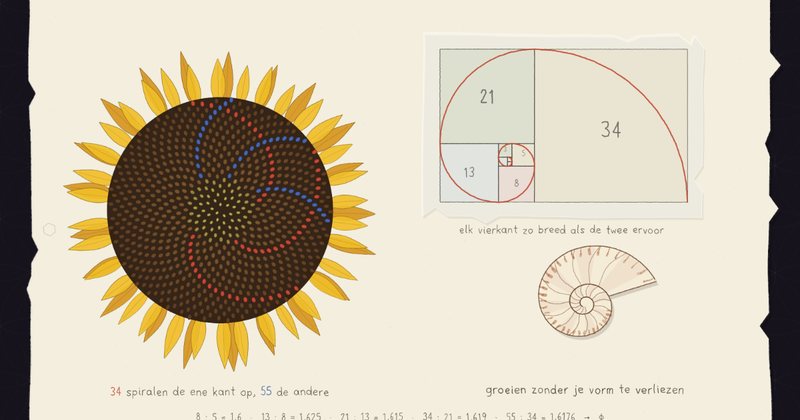 21
34
13
5
8
elk vierkant zo breed als de twee ervoor
34 spiralen de ene kant op, 55 de andere
groeien zonder je vorm te verliezen
8 : 5 = 1,6 · 13 : 8 = 1,625 · 21 : 13 = 1,615 · 34 : 21 = 1,619 · 55 : 34 = 1,6176 → Φ